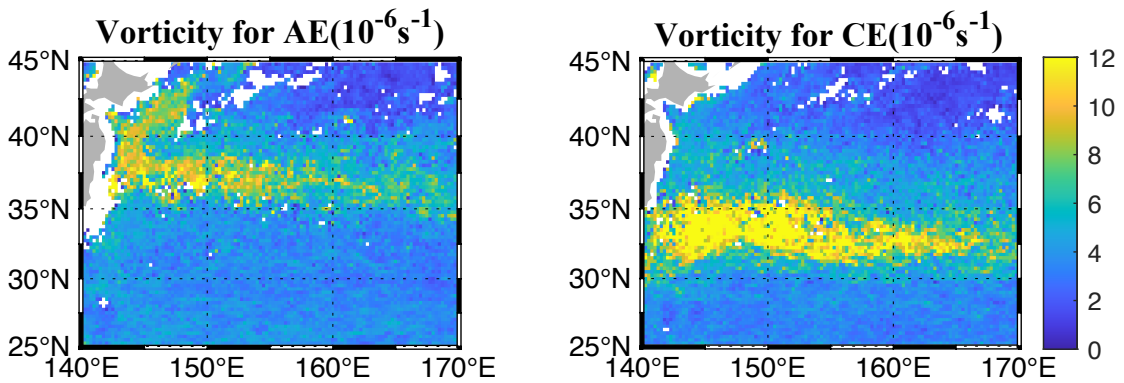 Vorticity for AE(10⁻⁶s⁻¹)
45°N
40°N
35°N
30°N
25°N
140°E 150°E 160°E 170°E
Vorticity for CE(10⁻⁶s⁻¹)
45°N
40°N
35°N
30°N
25°N
140°E 150°E 160°E 170°E
12
10
8
6
4
2
0